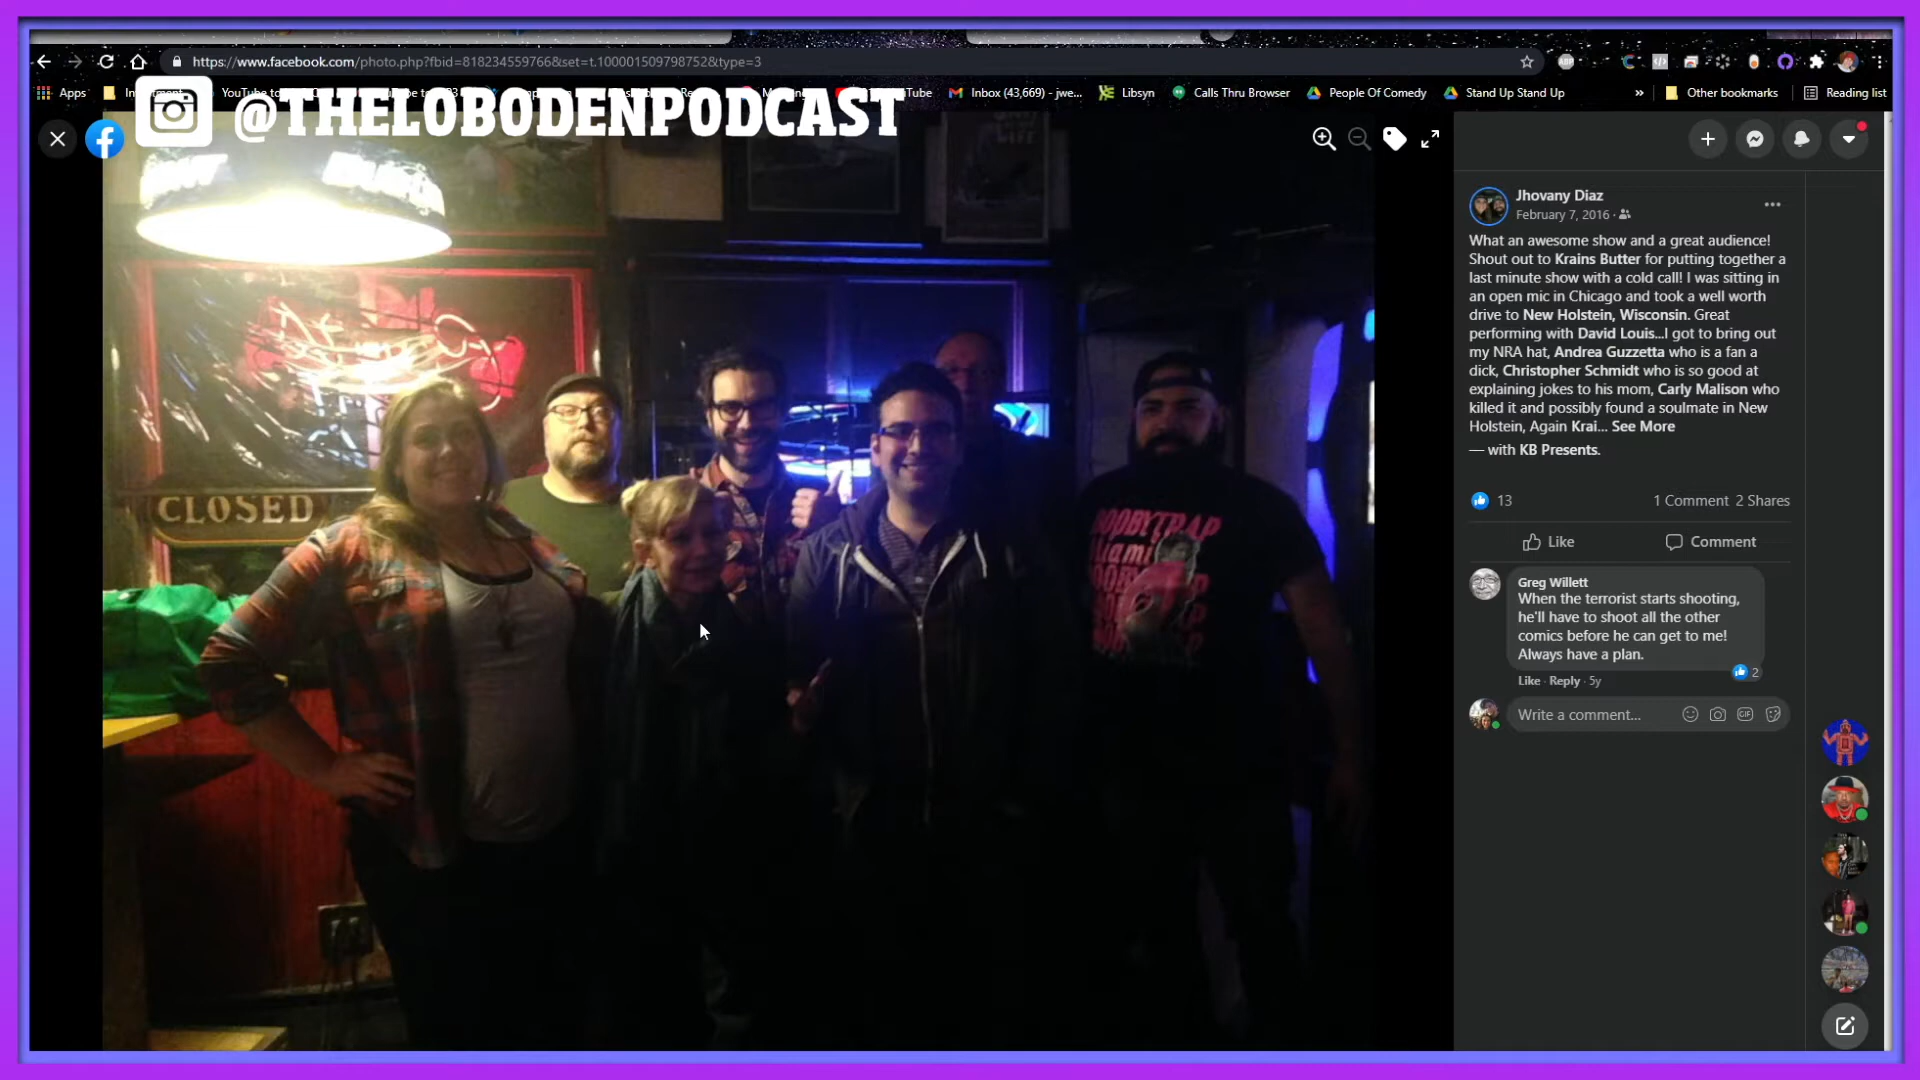 https://www.facebook.com/photo.php?fbid=818234559766&set=t.100001509798752&type=3
Apps
Inbox (43,669) - jwe...
Libsyn
Calls Thru Browser
People Of Comedy
Stand Up Stand Up
»
Other bookmarks
Reading list
@THELOBODENPODCAST
CLOSED
Miami
Jhovany Diaz
February 7, 2016 ·
What an awesome show and a great audience!
Shout out to Krains Butter for putting together a
last minute show with a cold call! I was sitting in
an open mic in Chicago and took a well worth
drive to New Holstein, Wisconsin. Great
performing with David Louis...I got to bring out
my NRA hat, Andrea Guzzetta who is a fan a
dick, Christopher Schmidt who is so good at
explaining jokes to his mom, Carly Malison who
killed it and possibly found a soulmate in New
Holstein, Again Krai... See More
— with KB Presents.
13
1 Comment 2 Shares
Like
Comment
Greg Willett
When the terrorist starts shooting,
he'll have to shoot all the other
comics before he can get to me!
Always have a plan.
2
Like · Reply · 5y
Write a comment...
GIF